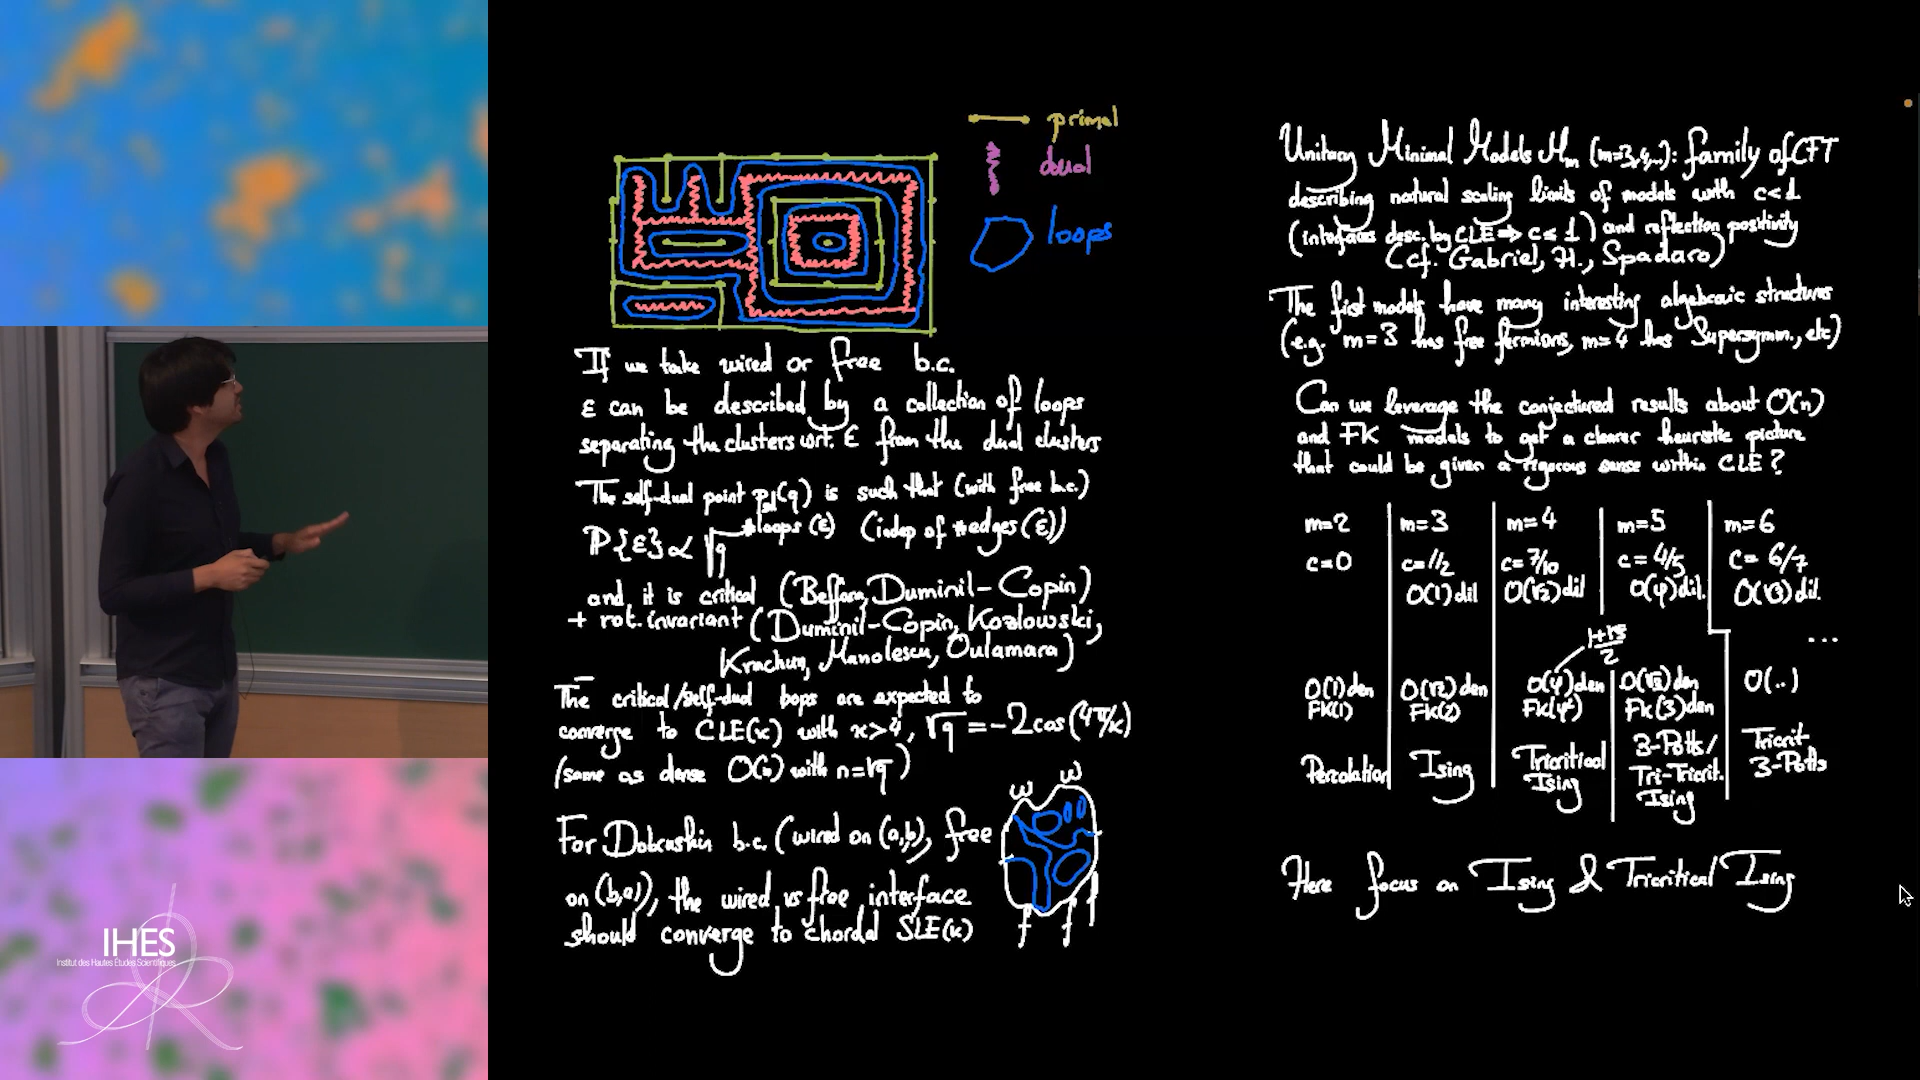 primal
dual
loops
If we take wired or free b.c.
ε can be described by a collection of loops
separating the clusters wrt. ε from the dual clusters
The self-dual point psd(q) is such that (with free b.c.)
P{ε} ∝ √q #loops(ε) (indep of #edges(ε))
and it is critical (Beffara, Duminil-Copin)
+ rot. invariant (Duminil-Copin, Kozlowski,
Krachun, Manolescu, Oulamara)
The critical/self-dual loops are expected to
converge to CLE(κ) with κ>4, √q = -2cos(4π/κ)
(same as dense O(n) with n=√q)
For Dobrushin b.c. (wired on (a,b), free
on (b,a)), the wired vs free interface
should converge to chordal SLE(κ)
w w
f f f
Unitary Minimal Models Mm (m=3,4,...): family of CFT
describing natural scaling limits of models with c<1
(interfaces desc. by CLE ⇒ c≤1) and reflection positivity
(cf. Gabriel, H., Spadaro)
The first models have many interesting algebraic structures
(e.g. m=3 has free fermions, m=4 has Supersymm., etc)
Can we leverage the conjectured results about O(n)
and FK models to get a clearer heuristic picture
that could be given a rigorous sense within CLE?
m=2 m=3 m=4 m=5 m=6
c=0 c=1/2 c=7/10 c=4/5 c=6/7
O(1)dil O(√2)dil O(φ)dil. O(√3)dil.
1+√5
2
...
O(1)den O(√2)den O(φ)den O(√3)den O(..)
FK(1) FK(2) FK(φ²) FK(3)den
Percolation Ising Tricritical Ising 3-Potts/ Tri-Tricrit. Ising Tricrit 3-Potts
Here focus on Ising & Tricritical Ising
IHES
Institut des Hautes Études Scientifiques